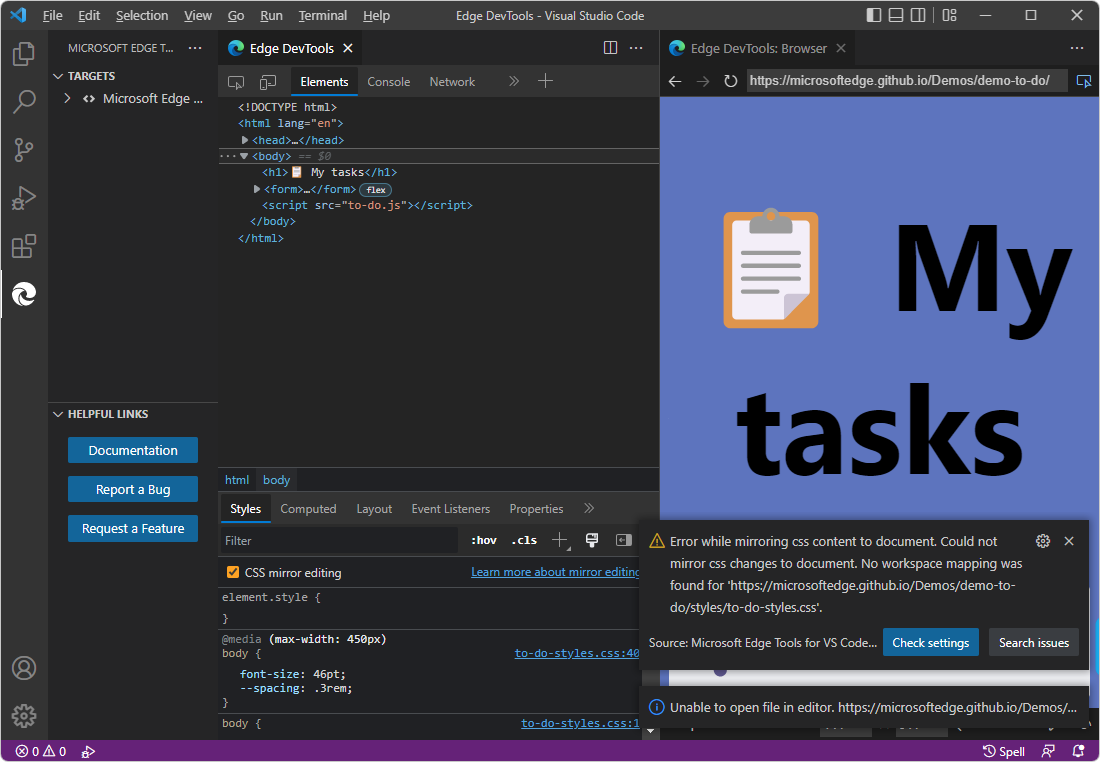 File Edit Selection View Go Run Terminal Help
Edge DevTools - Visual Studio Code
MICROSOFT EDGE T...
TARGETS
Microsoft Edge ...
HELPFUL LINKS
Documentation
Report a Bug
Request a Feature
Edge DevTools
Elements Console Network
<!DOCTYPE html>
<html lang="en">
<head>…</head>
<body> == $0
<h1>📋 My tasks</h1>
<form>…</form> flex
<script src="to-do.js"></script>
</body>
</html>
html body
Styles Computed Layout Event Listeners Properties
Filter :hov .cls
CSS mirror editing Learn more about mirror editing
element.style {
}
@media (max-width: 450px)
body { to-do-styles.css:40
font-size: 46pt;
--spacing: .3rem;
}
body { to-do-styles.css:1
Edge DevTools: Browser
https://microsoftedge.github.io/Demos/demo-to-do/
📋 My
tasks
Error while mirroring css content to document. Could not
mirror css changes to document. No workspace mapping was
found for 'https://microsoftedge.github.io/Demos/demo-to-
do/styles/to-do-styles.css'.
Source: Microsoft Edge Tools for VS Code... Check settings Search issues
Unable to open file in editor. https://microsoftedge.github.io/Demos/...
0 0
Spell